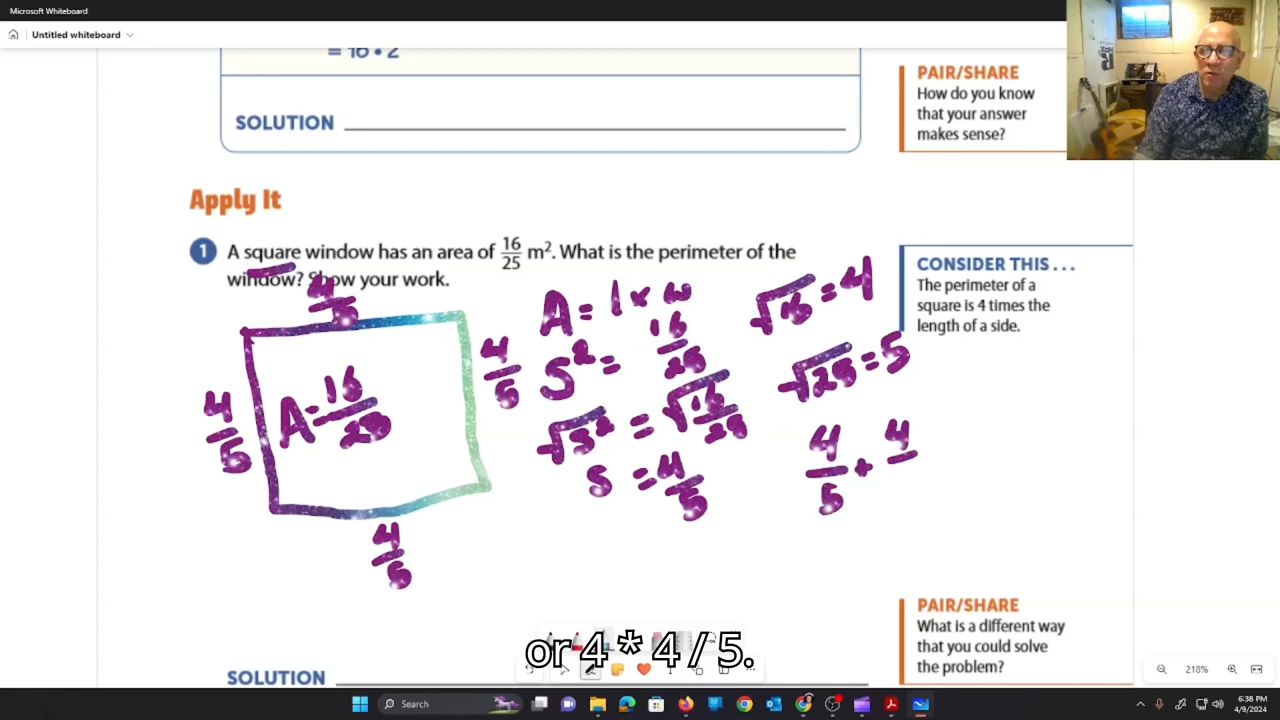 Microsoft Whiteboard
Untitled whiteboard
= 16 • 2
SOLUTION
PAIR/SHARE
How do you know
that your answer
makes sense?
Apply It
1 A square window has an area of 16/25 m². What is the perimeter of the
window? Show your work.
CONSIDER THIS . . .
The perimeter of a
square is 4 times the
length of a side.
4/5
A = l x w
√16 = 4
4/5
A = 16/25
4/5
S² = 16/25
√25 = 5
√S² = √16/25
S = 4/5
4/5 + 4
4/5
PAIR/SHARE
What is a different way
that you could solve
the problem?
or 4 * 4 / 5.
SOLUTION
218%
Search
6:38 PM
4/9/2024